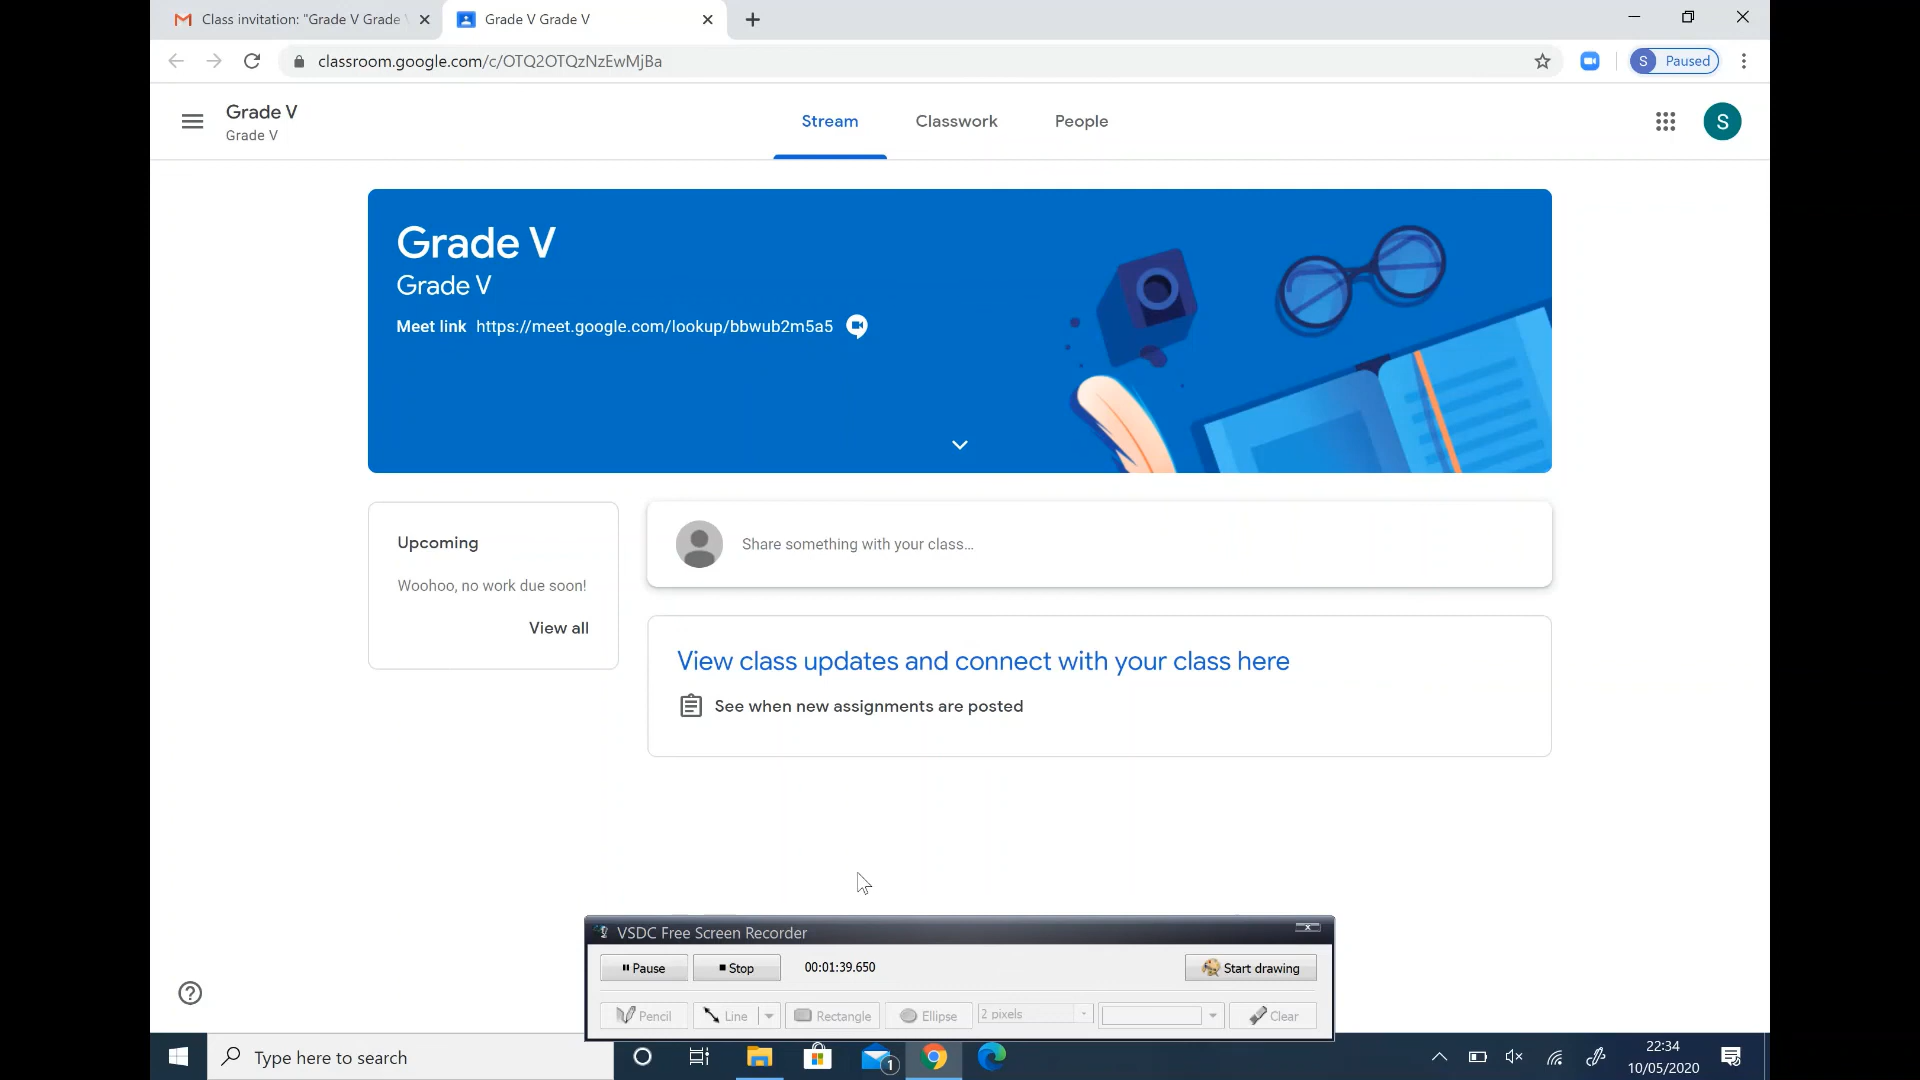 Class invitation: "Grade V Grade
Grade V Grade V
classroom.google.com/c/OTQ2OTQzNzEwMjBa
S
Paused
Grade V
Grade V
Stream
Classwork
People
S
Grade V
Grade V
Meet link https://meet.google.com/lookup/bbwub2m5a5
Upcoming
Woohoo, no work due soon!
View all
Share something with your class...
View class updates and connect with your class here
See when new assignments are posted
VSDC Free Screen Recorder
Pause
Stop
00:01:39.650
Start drawing
Pencil
Line
Rectangle
Ellipse
2 pixels
Clear
Type here to search
1
22:34
10/05/2020